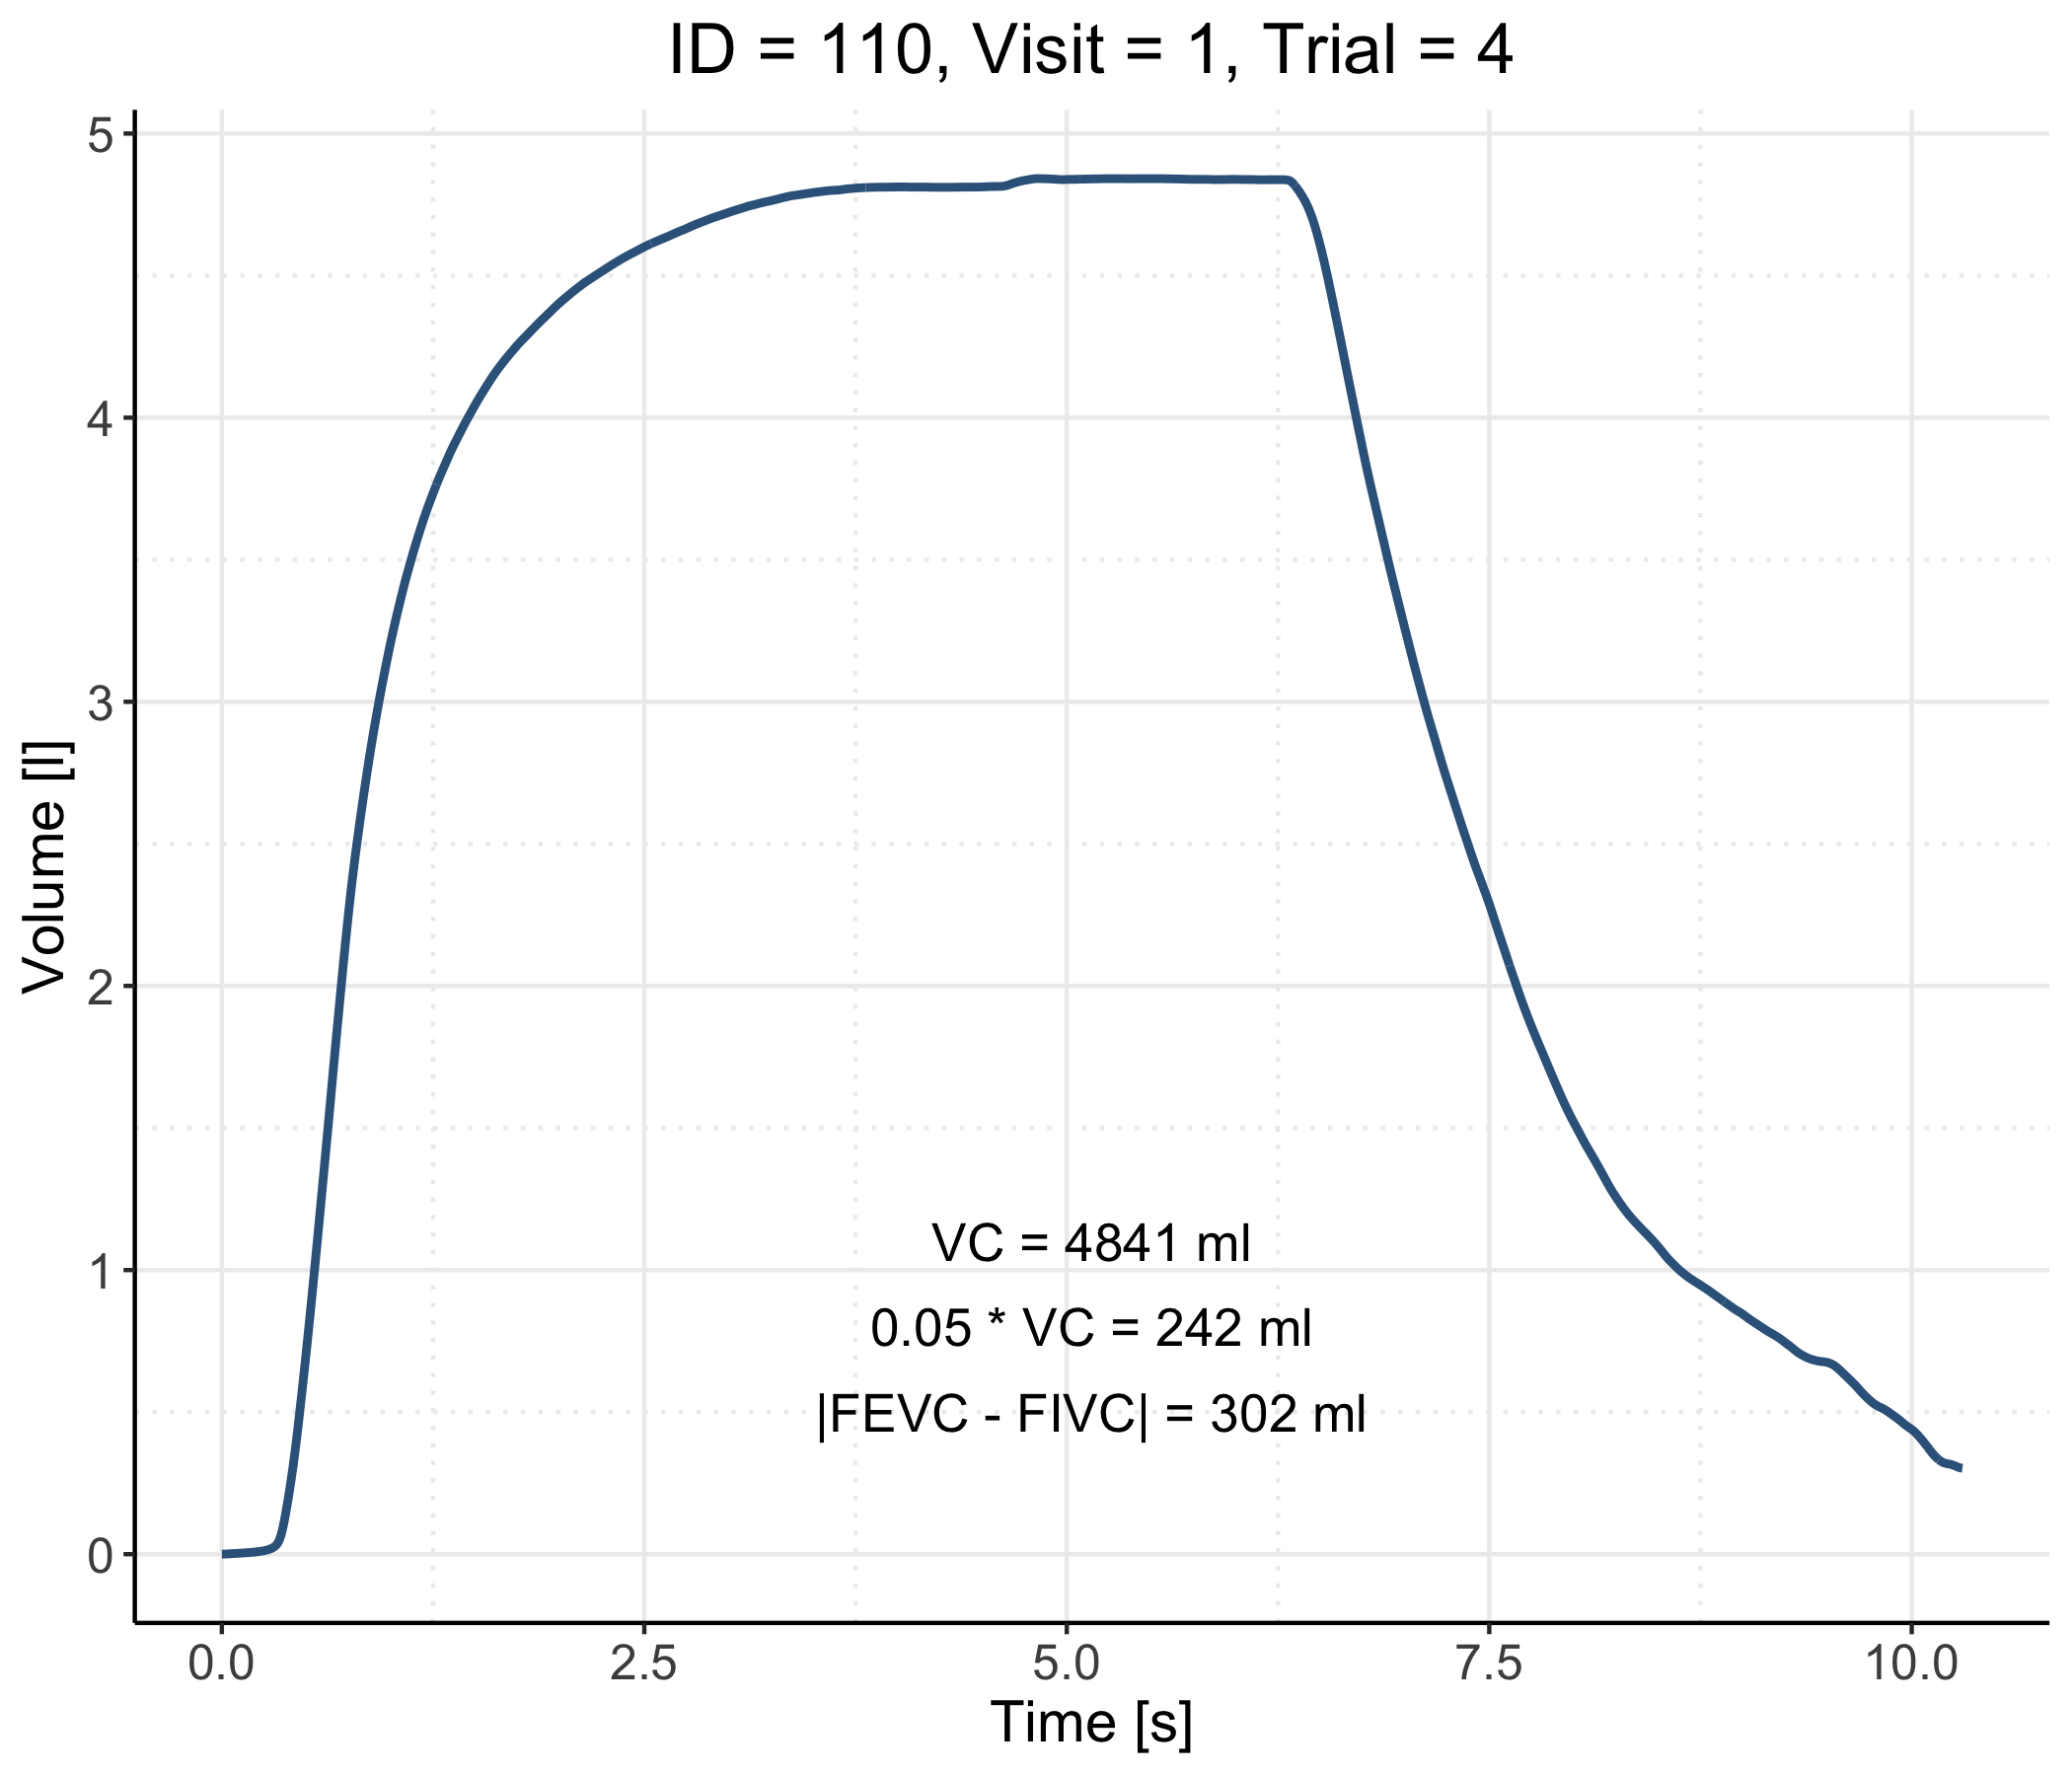 ID = 110, Visit = 1, Trial = 4
5
4
3
2
1
0
Volume [l]
VC = 4841 ml
0.05 * VC = 242 ml
|FEVC - FIVC| = 302 ml
0.0 2.5 5.0 7.5 10.0
Time [s]